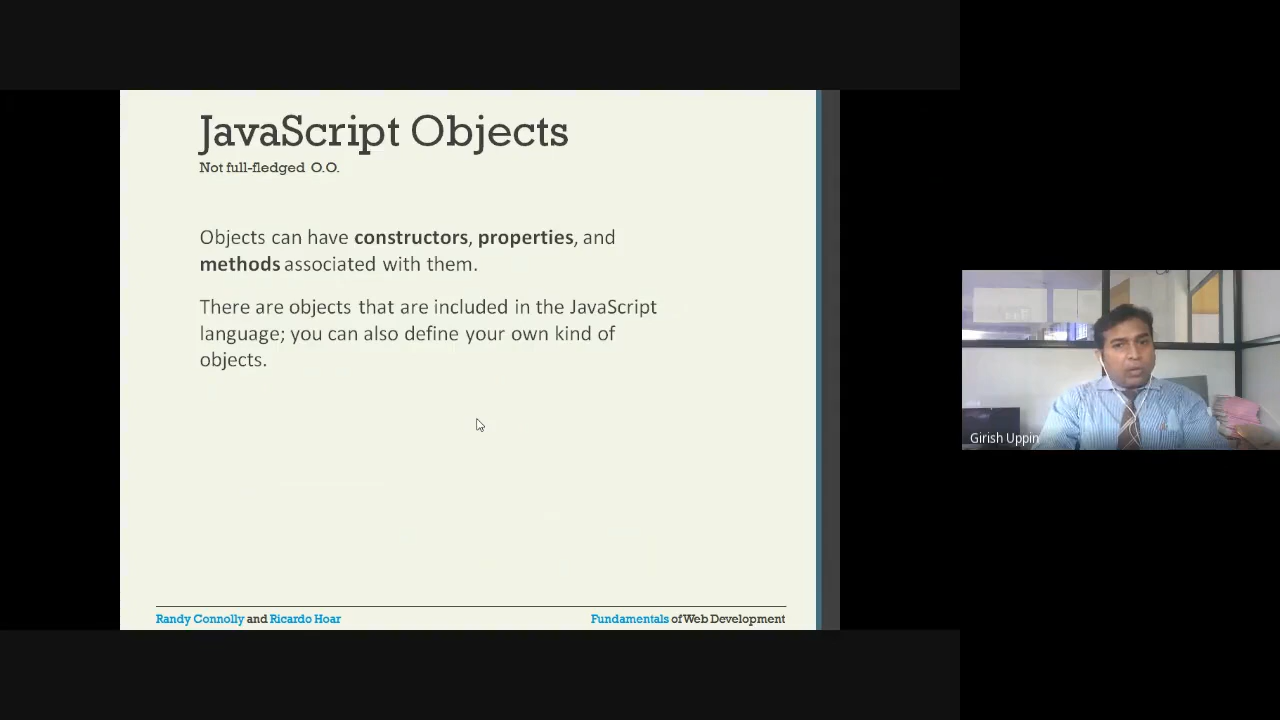 JavaScript Objects
Not full-fledged O.O.
Objects can have constructors, properties, and
methods associated with them.
There are objects that are included in the JavaScript
language; you can also define your own kind of
objects.
Girish Uppin
Randy Connolly and Ricardo Hoar
Fundamentals of Web Development